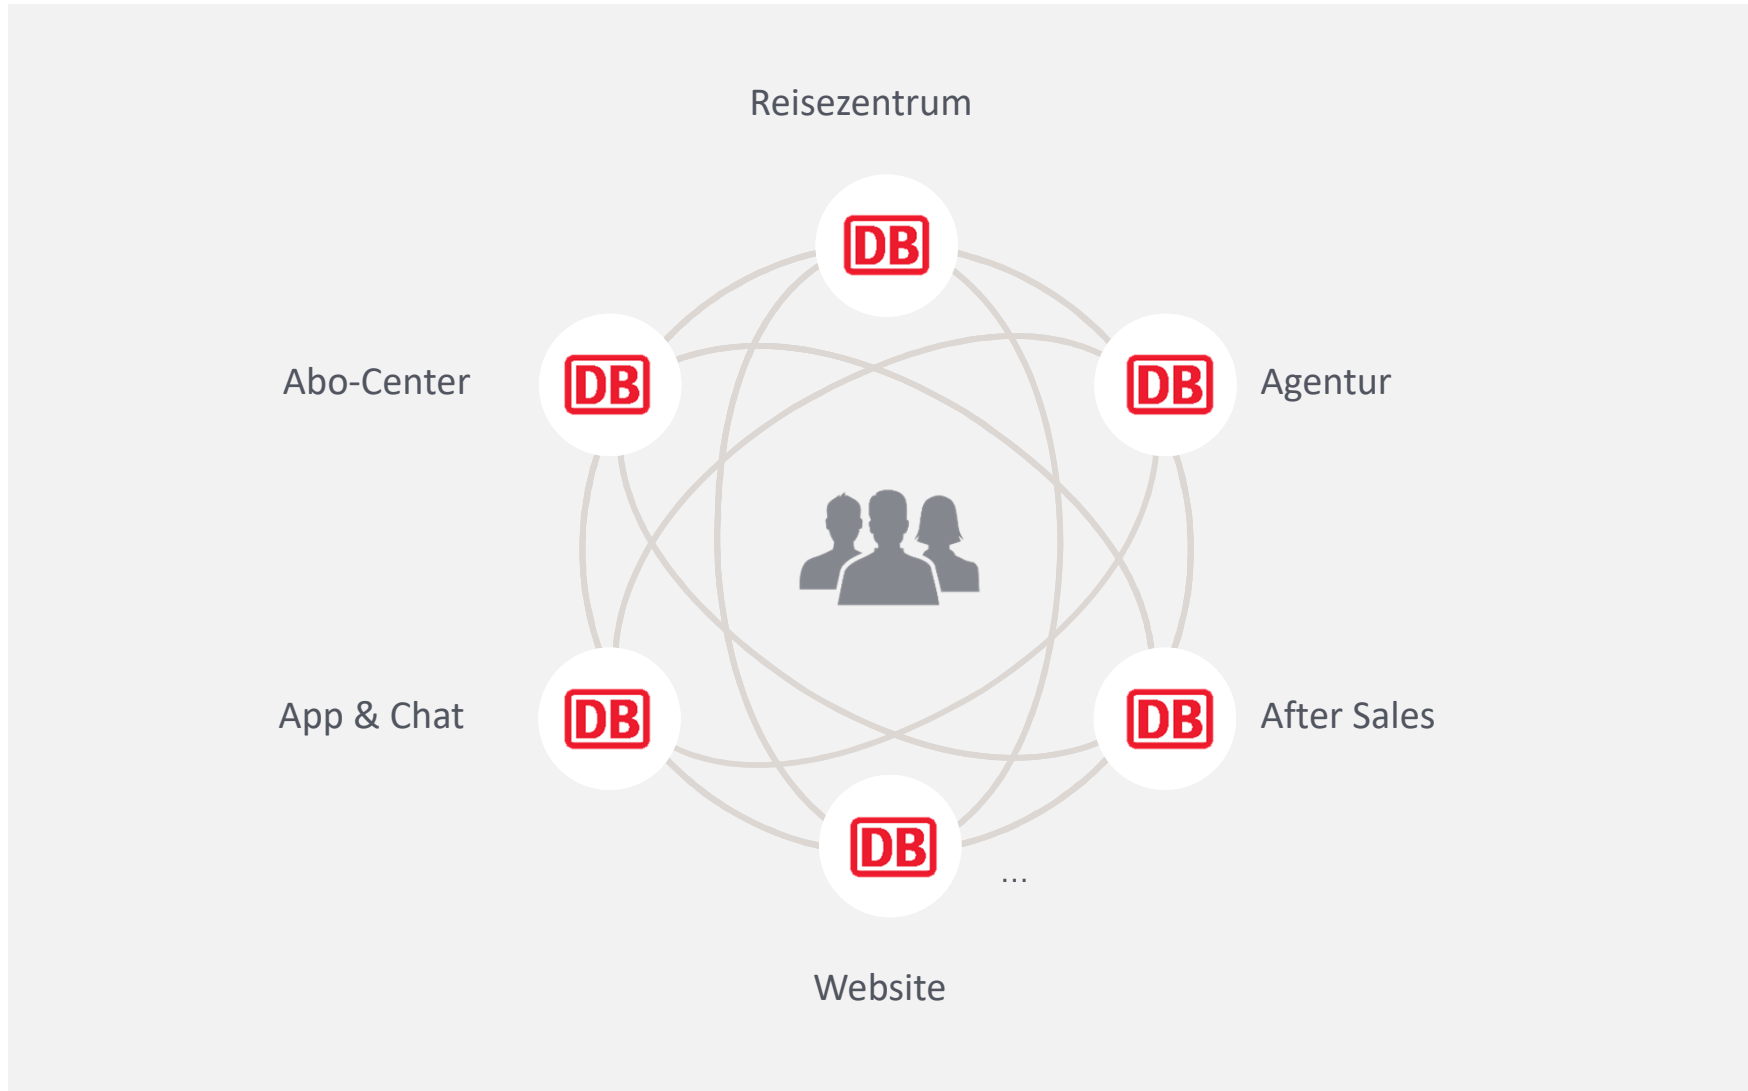 Reisezentrum
DB
Abo-Center
DB
DB
Agentur
App & Chat
DB
DB
After Sales
DB
...
Website